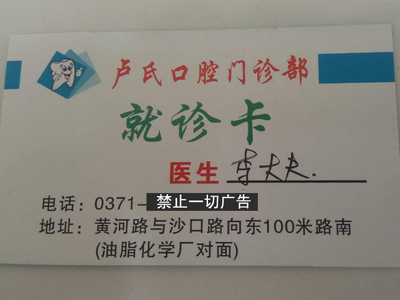 卢氏口腔门诊部
就诊卡
医生 李大夫.
电话：0371-禁止一切广告
地址：黄河路与沙口路向东100米路南
(油脂化学厂对面)